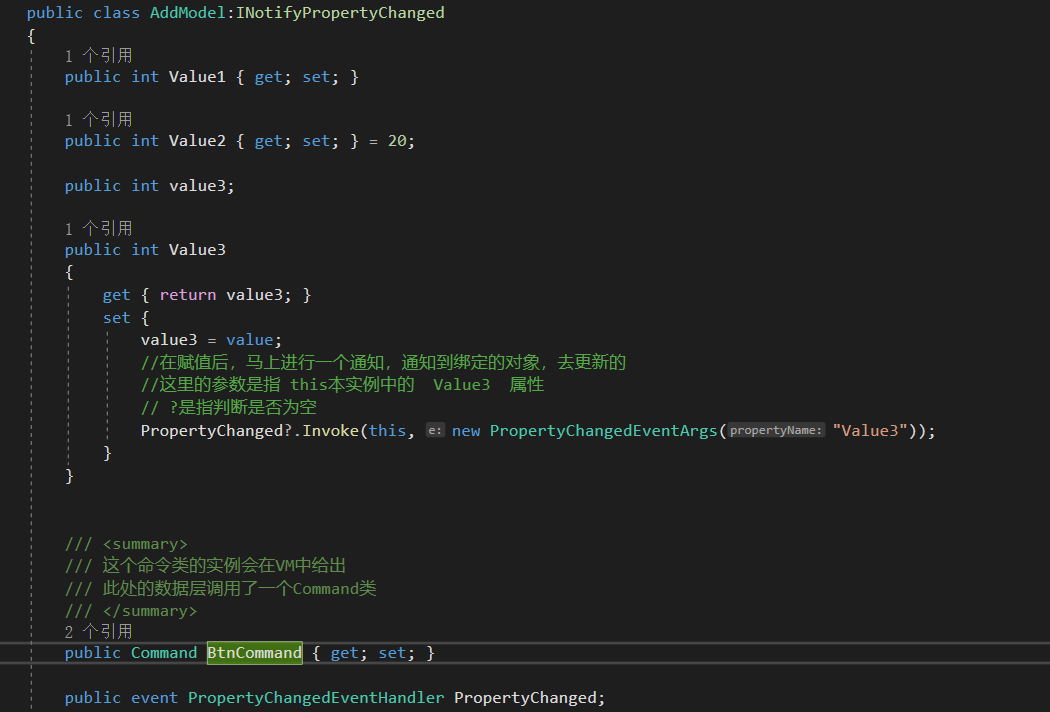 public class AddModel:INotifyPropertyChanged
{
1 个引用
public int Value1 { get; set; }
1 个引用
public int Value2 { get; set; } = 20;
public int value3;
1 个引用
public int Value3
{
get { return value3; }
set {
value3 = value;
//在赋值后，马上进行一个通知，通知到绑定的对象，去更新的
//这里的参数是指 this本实例中的  Value3  属性
// ?是指判断是否为空
PropertyChanged?.Invoke(this, e: new PropertyChangedEventArgs(propertyName: "Value3"));
}
}
/// <summary>
/// 这个命令类的实例会在VM中给出
/// 此处的数据层调用了一个Command类
/// </summary>
2 个引用
public Command BtnCommand { get; set; }
public event PropertyChangedEventHandler PropertyChanged;